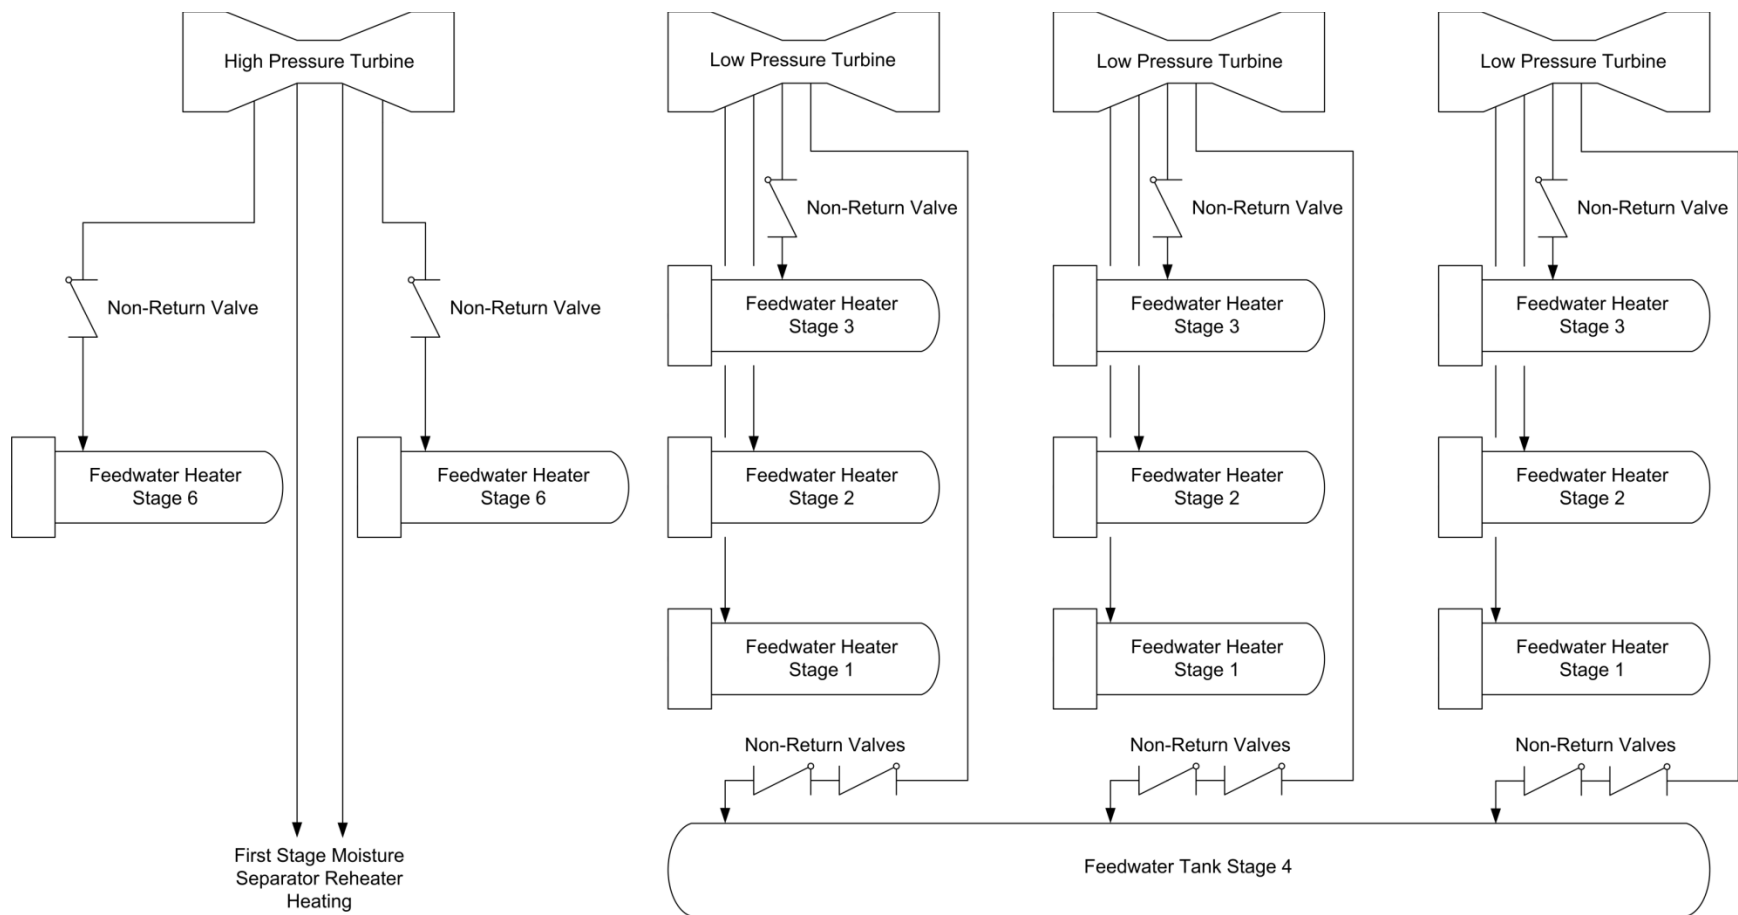 High Pressure Turbine
Low Pressure Turbine
Low Pressure Turbine
Low Pressure Turbine
Non-Return Valve
Non-Return Valve
Non-Return Valve
Non-Return Valve
Non-Return Valve
Feedwater Heater
Stage 3
Feedwater Heater
Stage 3
Feedwater Heater
Stage 3
Feedwater Heater
Stage 6
Feedwater Heater
Stage 6
Feedwater Heater
Stage 2
Feedwater Heater
Stage 2
Feedwater Heater
Stage 2
Feedwater Heater
Stage 1
Feedwater Heater
Stage 1
Feedwater Heater
Stage 1
Non-Return Valves
Non-Return Valves
Non-Return Valves
First Stage Moisture
Separator Reheater
Heating
Feedwater Tank Stage 4